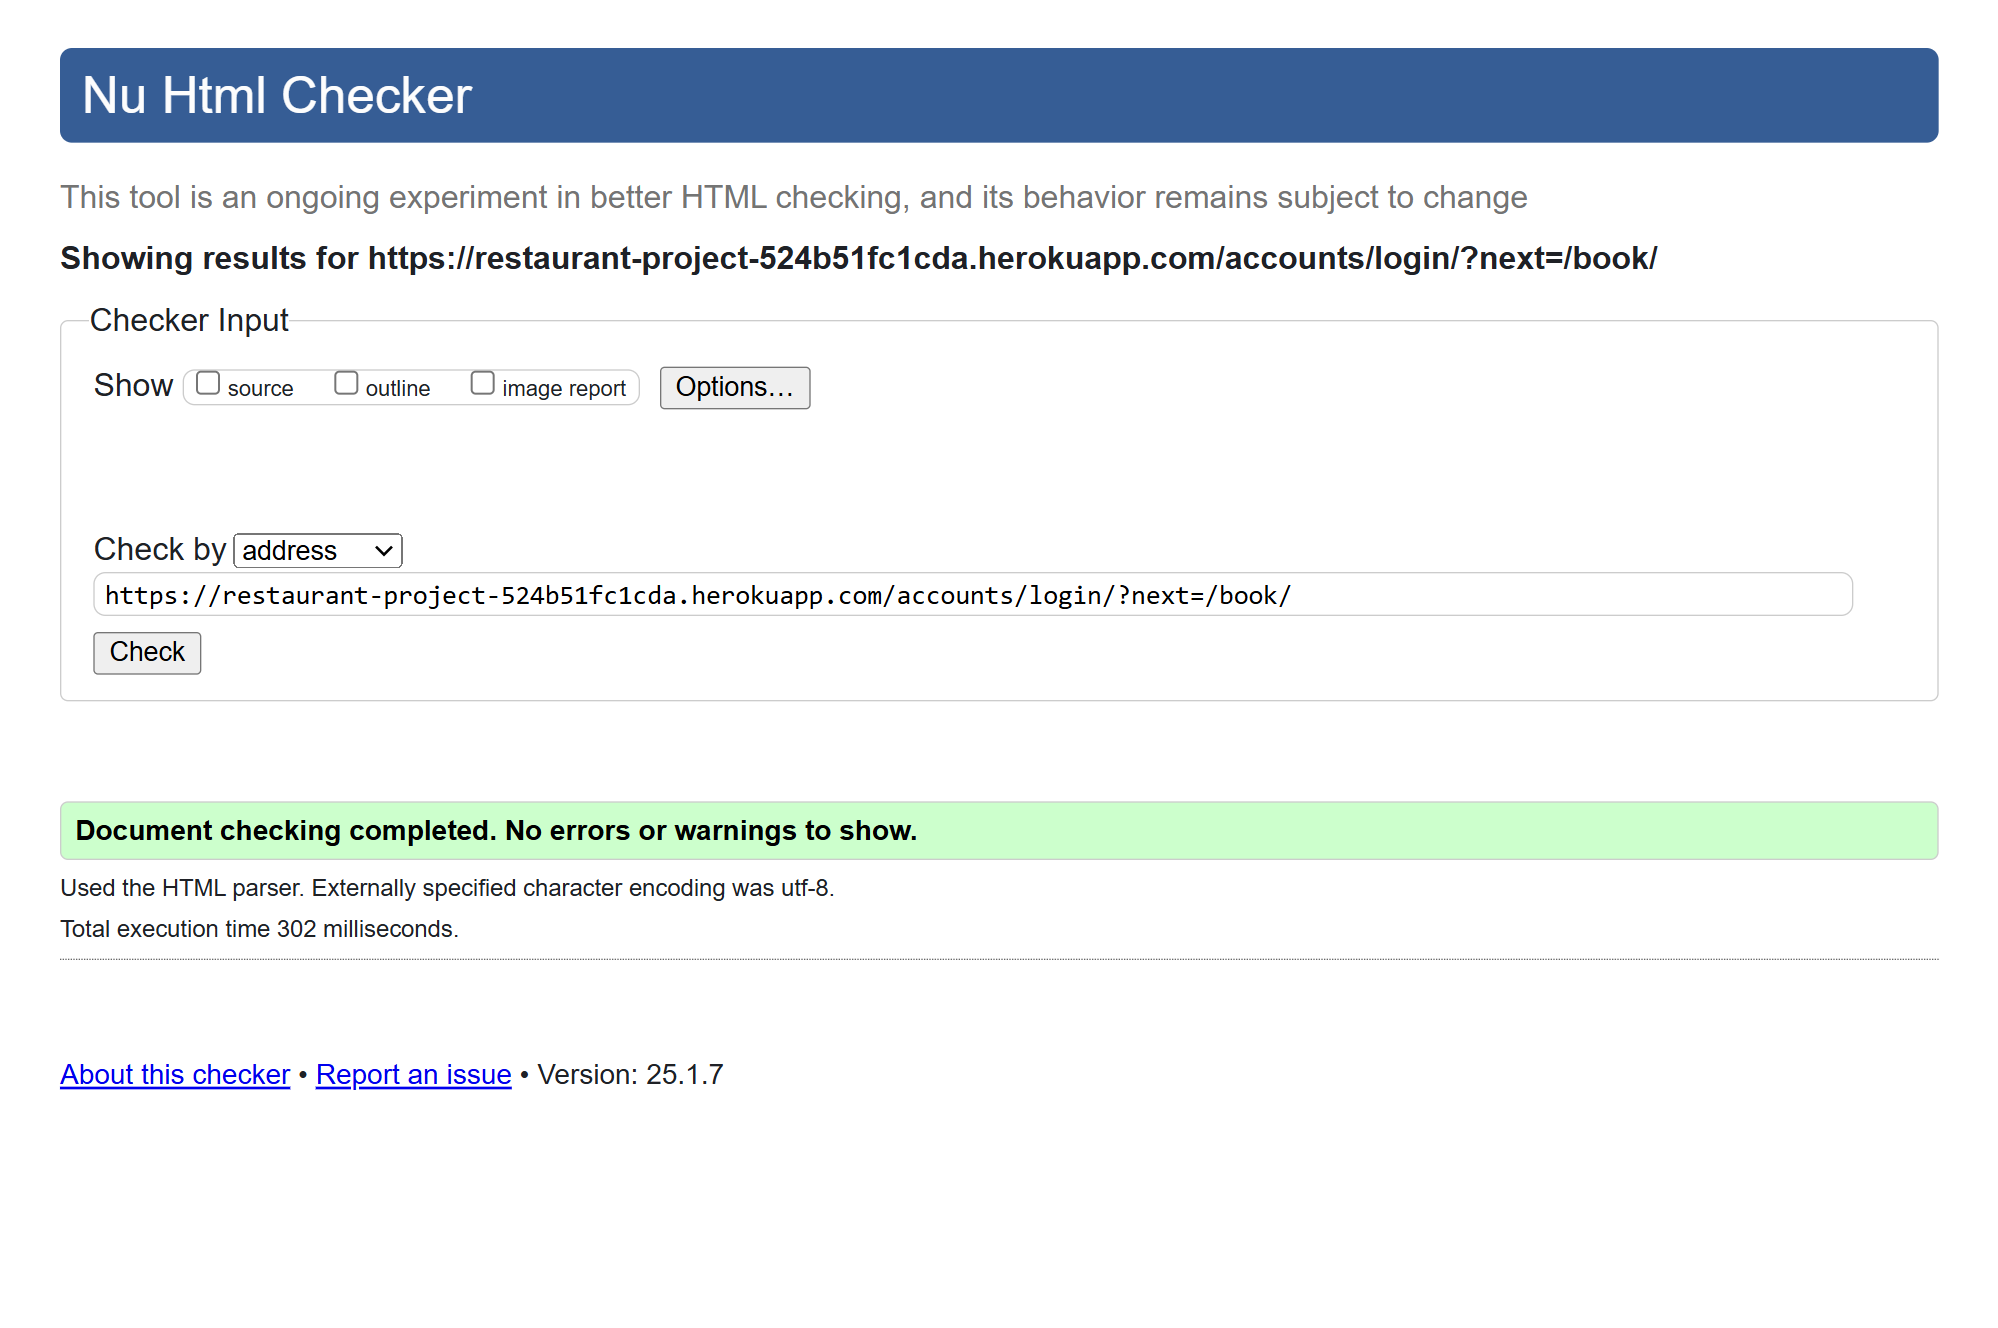 Nu Html Checker
This tool is an ongoing experiment in better HTML checking, and its behavior remains subject to change
Showing results for https://restaurant-project-524b51fc1cda.herokuapp.com/accounts/login/?next=/book/
Checker Input
Show source outline image report Options…
Check by address
https://restaurant-project-524b51fc1cda.herokuapp.com/accounts/login/?next=/book/
Check
Document checking completed. No errors or warnings to show.
Used the HTML parser. Externally specified character encoding was utf-8.
Total execution time 302 milliseconds.
About this checker • Report an issue • Version: 25.1.7